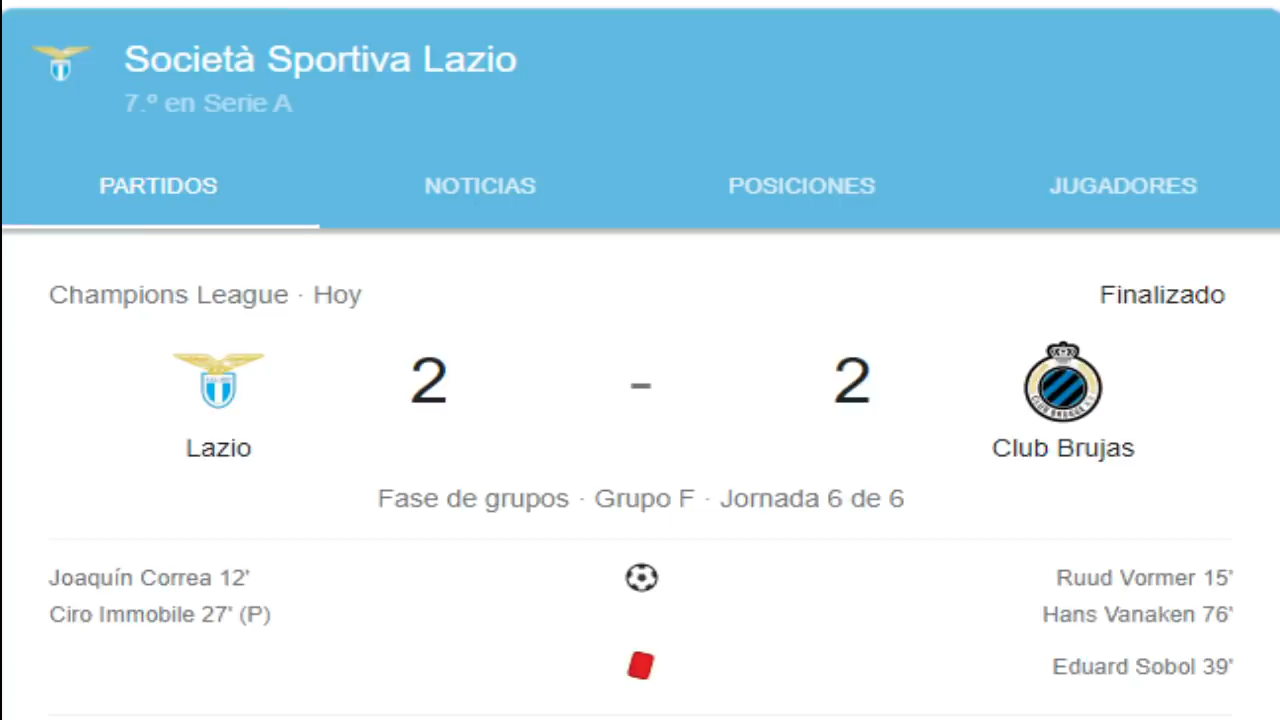 Società Sportiva Lazio
7.º en Serie A
PARTIDOS NOTICIAS POSICIONES JUGADORES
Champions League · Hoy Finalizado
2 - 2
Lazio Club Brujas
Fase de grupos · Grupo F · Jornada 6 de 6
Joaquín Correa 12' Ruud Vormer 15'
Ciro Immobile 27' (P) Hans Vanaken 76'
Eduard Sobol 39'